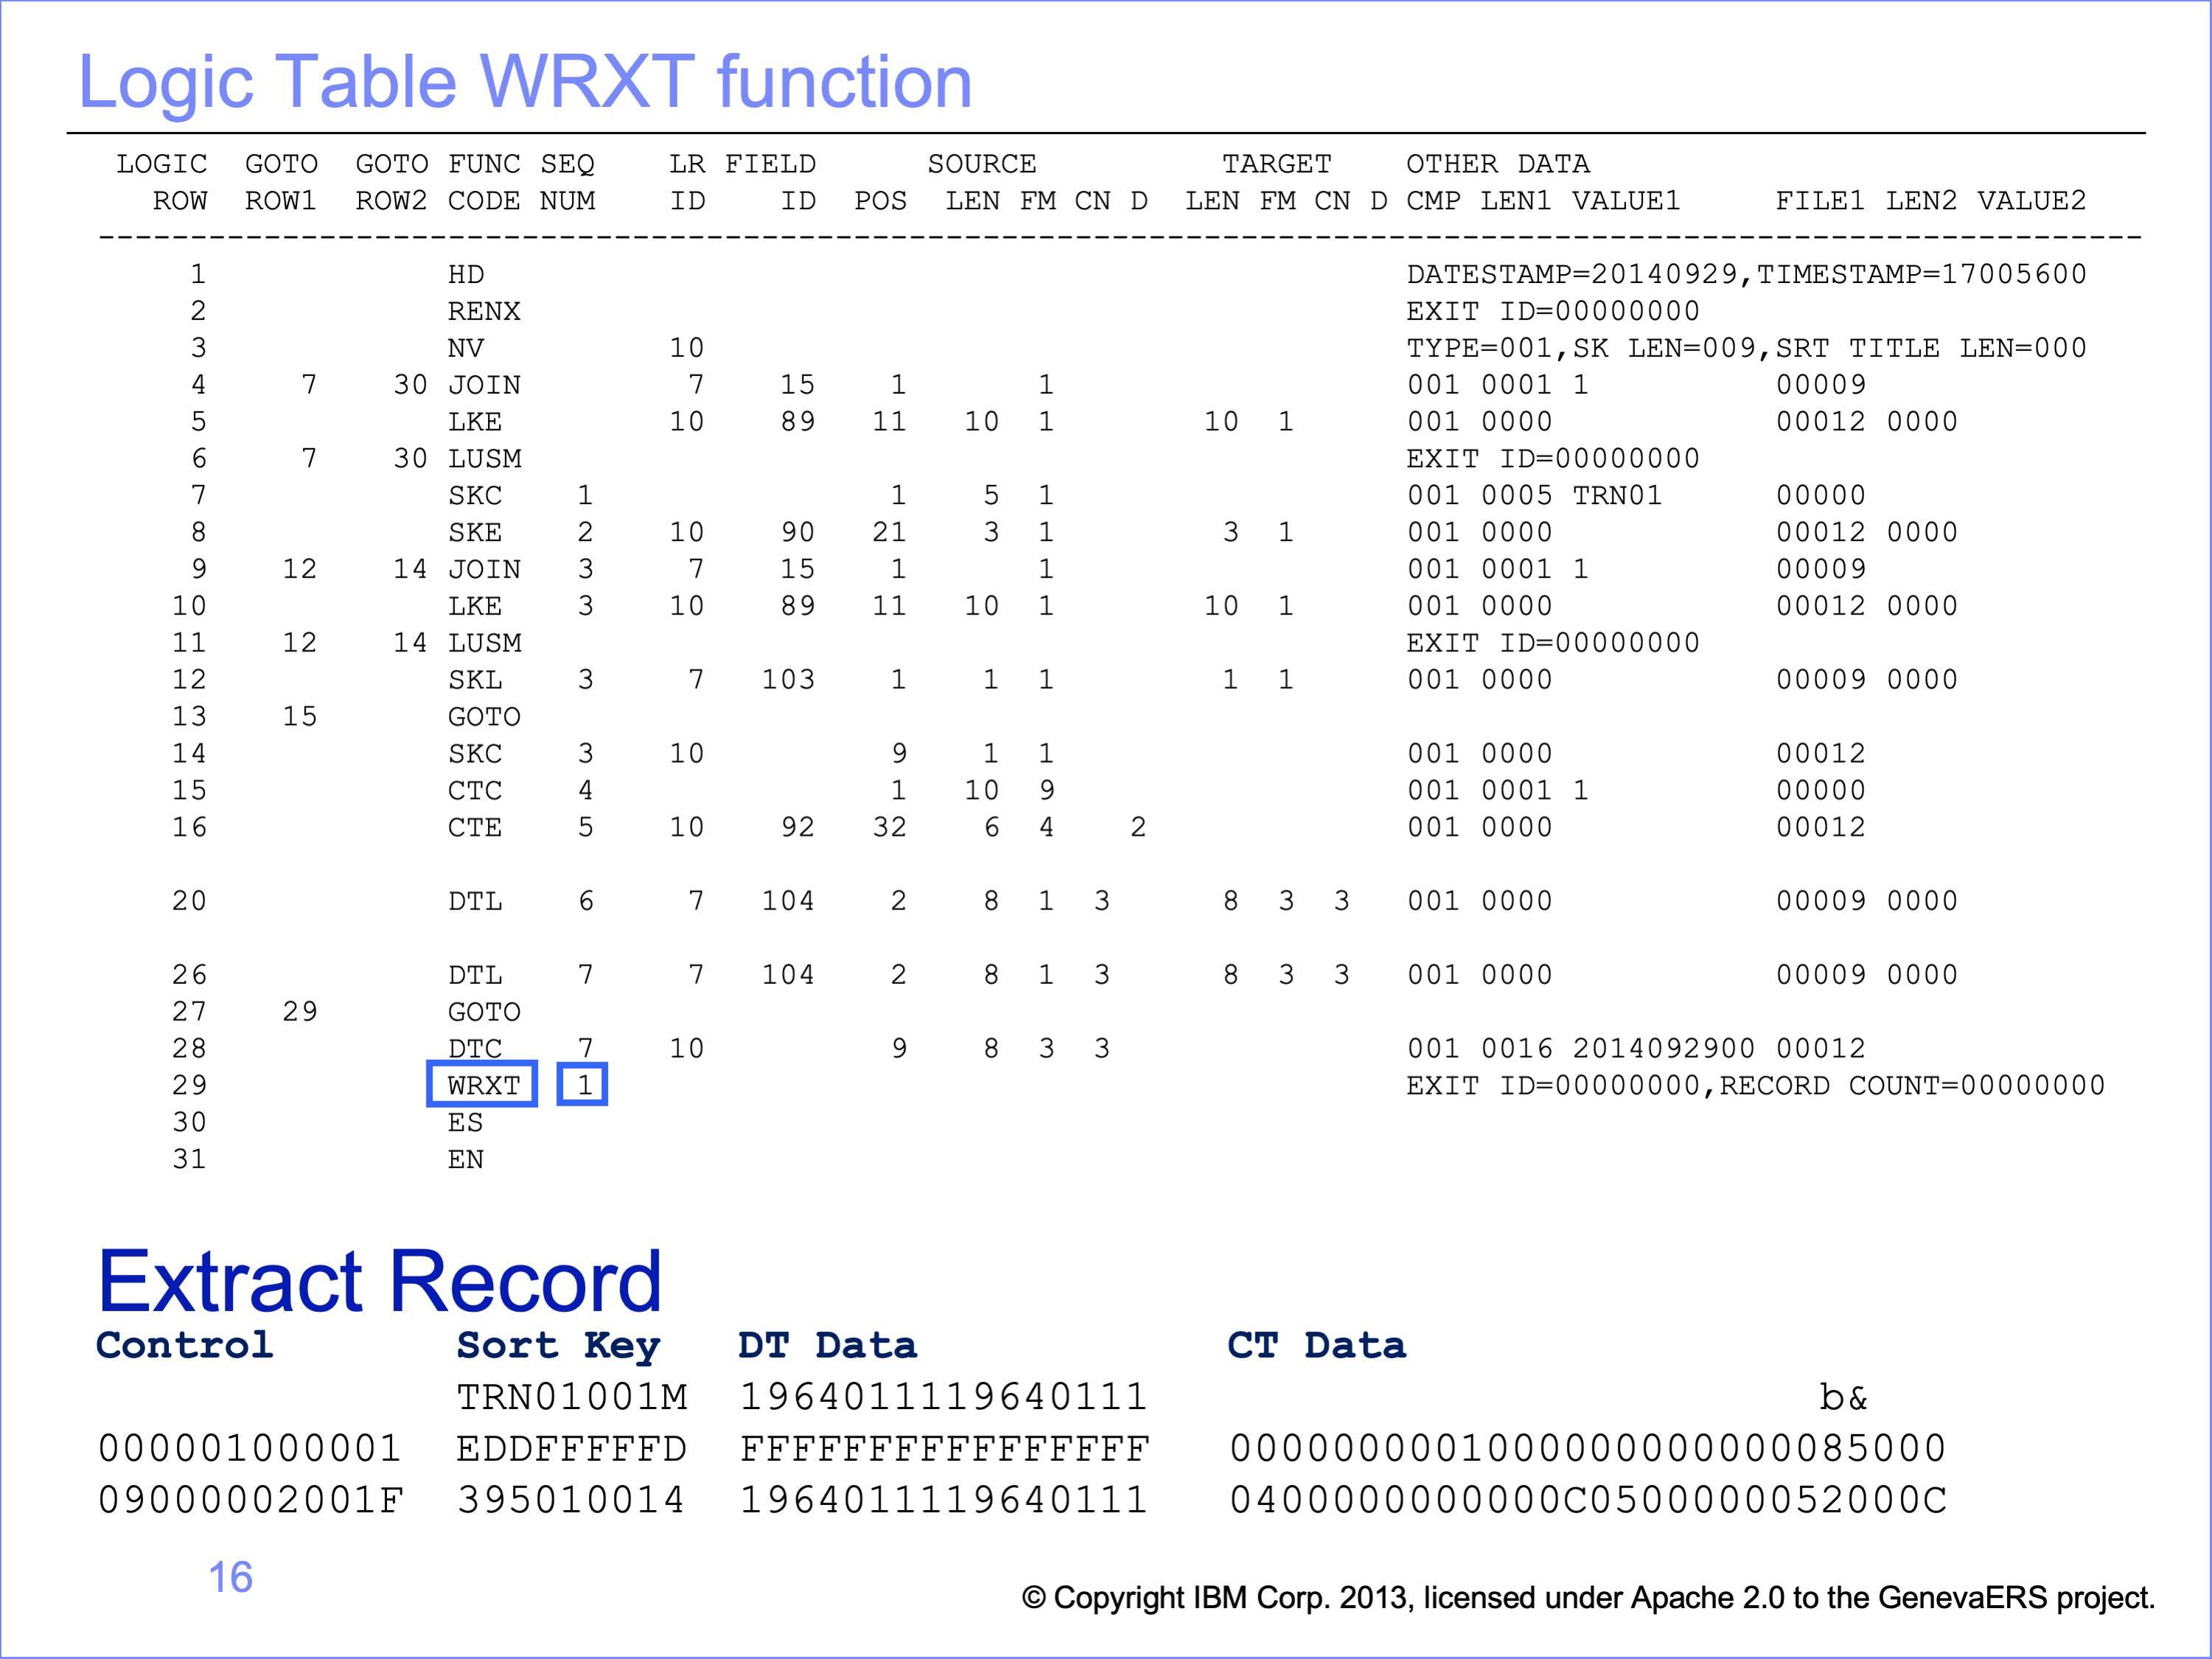 Logic Table WRXT function
LOGIC GOTO GOTO FUNC SEQ LR FIELD SOURCE TARGET OTHER DATA
ROW ROW1 ROW2 CODE NUM ID ID POS LEN FM CN D LEN FM CN D CMP LEN1 VALUE1 FILE1 LEN2 VALUE2
---------------------------------------------------------------------------------------------------------------
1 HD DATESTAMP=20140929,TIMESTAMP=17005600
2 RENX EXIT ID=00000000
3 NV 10 TYPE=001,SK LEN=009,SRT TITLE LEN=000
4 7 30 JOIN 7 15 1 1 001 0001 1 00009
5 LKE 10 89 11 10 1 10 1 001 0000 00012 0000
6 7 30 LUSM EXIT ID=00000000
7 SKC 1 1 5 1 001 0005 TRN01 00000
8 SKE 2 10 90 21 3 1 3 1 001 0000 00012 0000
9 12 14 JOIN 3 7 15 1 1 001 0001 1 00009
10 LKE 3 10 89 11 10 1 10 1 001 0000 00012 0000
11 12 14 LUSM EXIT ID=00000000
12 SKL 3 7 103 1 1 1 1 1 001 0000 00009 0000
13 15 GOTO
14 SKC 3 10 9 1 1 001 0000 00012
15 CTC 4 1 10 9 001 0001 1 00000
16 CTE 5 10 92 32 6 4 2 001 0000 00012
20 DTL 6 7 104 2 8 1 3 8 3 3 001 0000 00009 0000
26 DTL 7 7 104 2 8 1 3 8 3 3 001 0000 00009 0000
27 29 GOTO
28 DTC 7 10 9 8 3 3 001 0016 2014092900 00012
29 WRXT 1 EXIT ID=00000000,RECORD COUNT=00000000
30 ES
31 EN
Extract Record
Control Sort Key DT Data CT Data
TRN01001M 1964011119640111 b&
000001000001 EDDFFFFFD FFFFFFFFFFFFFFFF 0000000000100000000000085000
09000002001F 395010014 1964011119640111 0400000000000C0500000052000C
16
© Copyright IBM Corp. 2013, licensed under Apache 2.0 to the GenevaERS project.